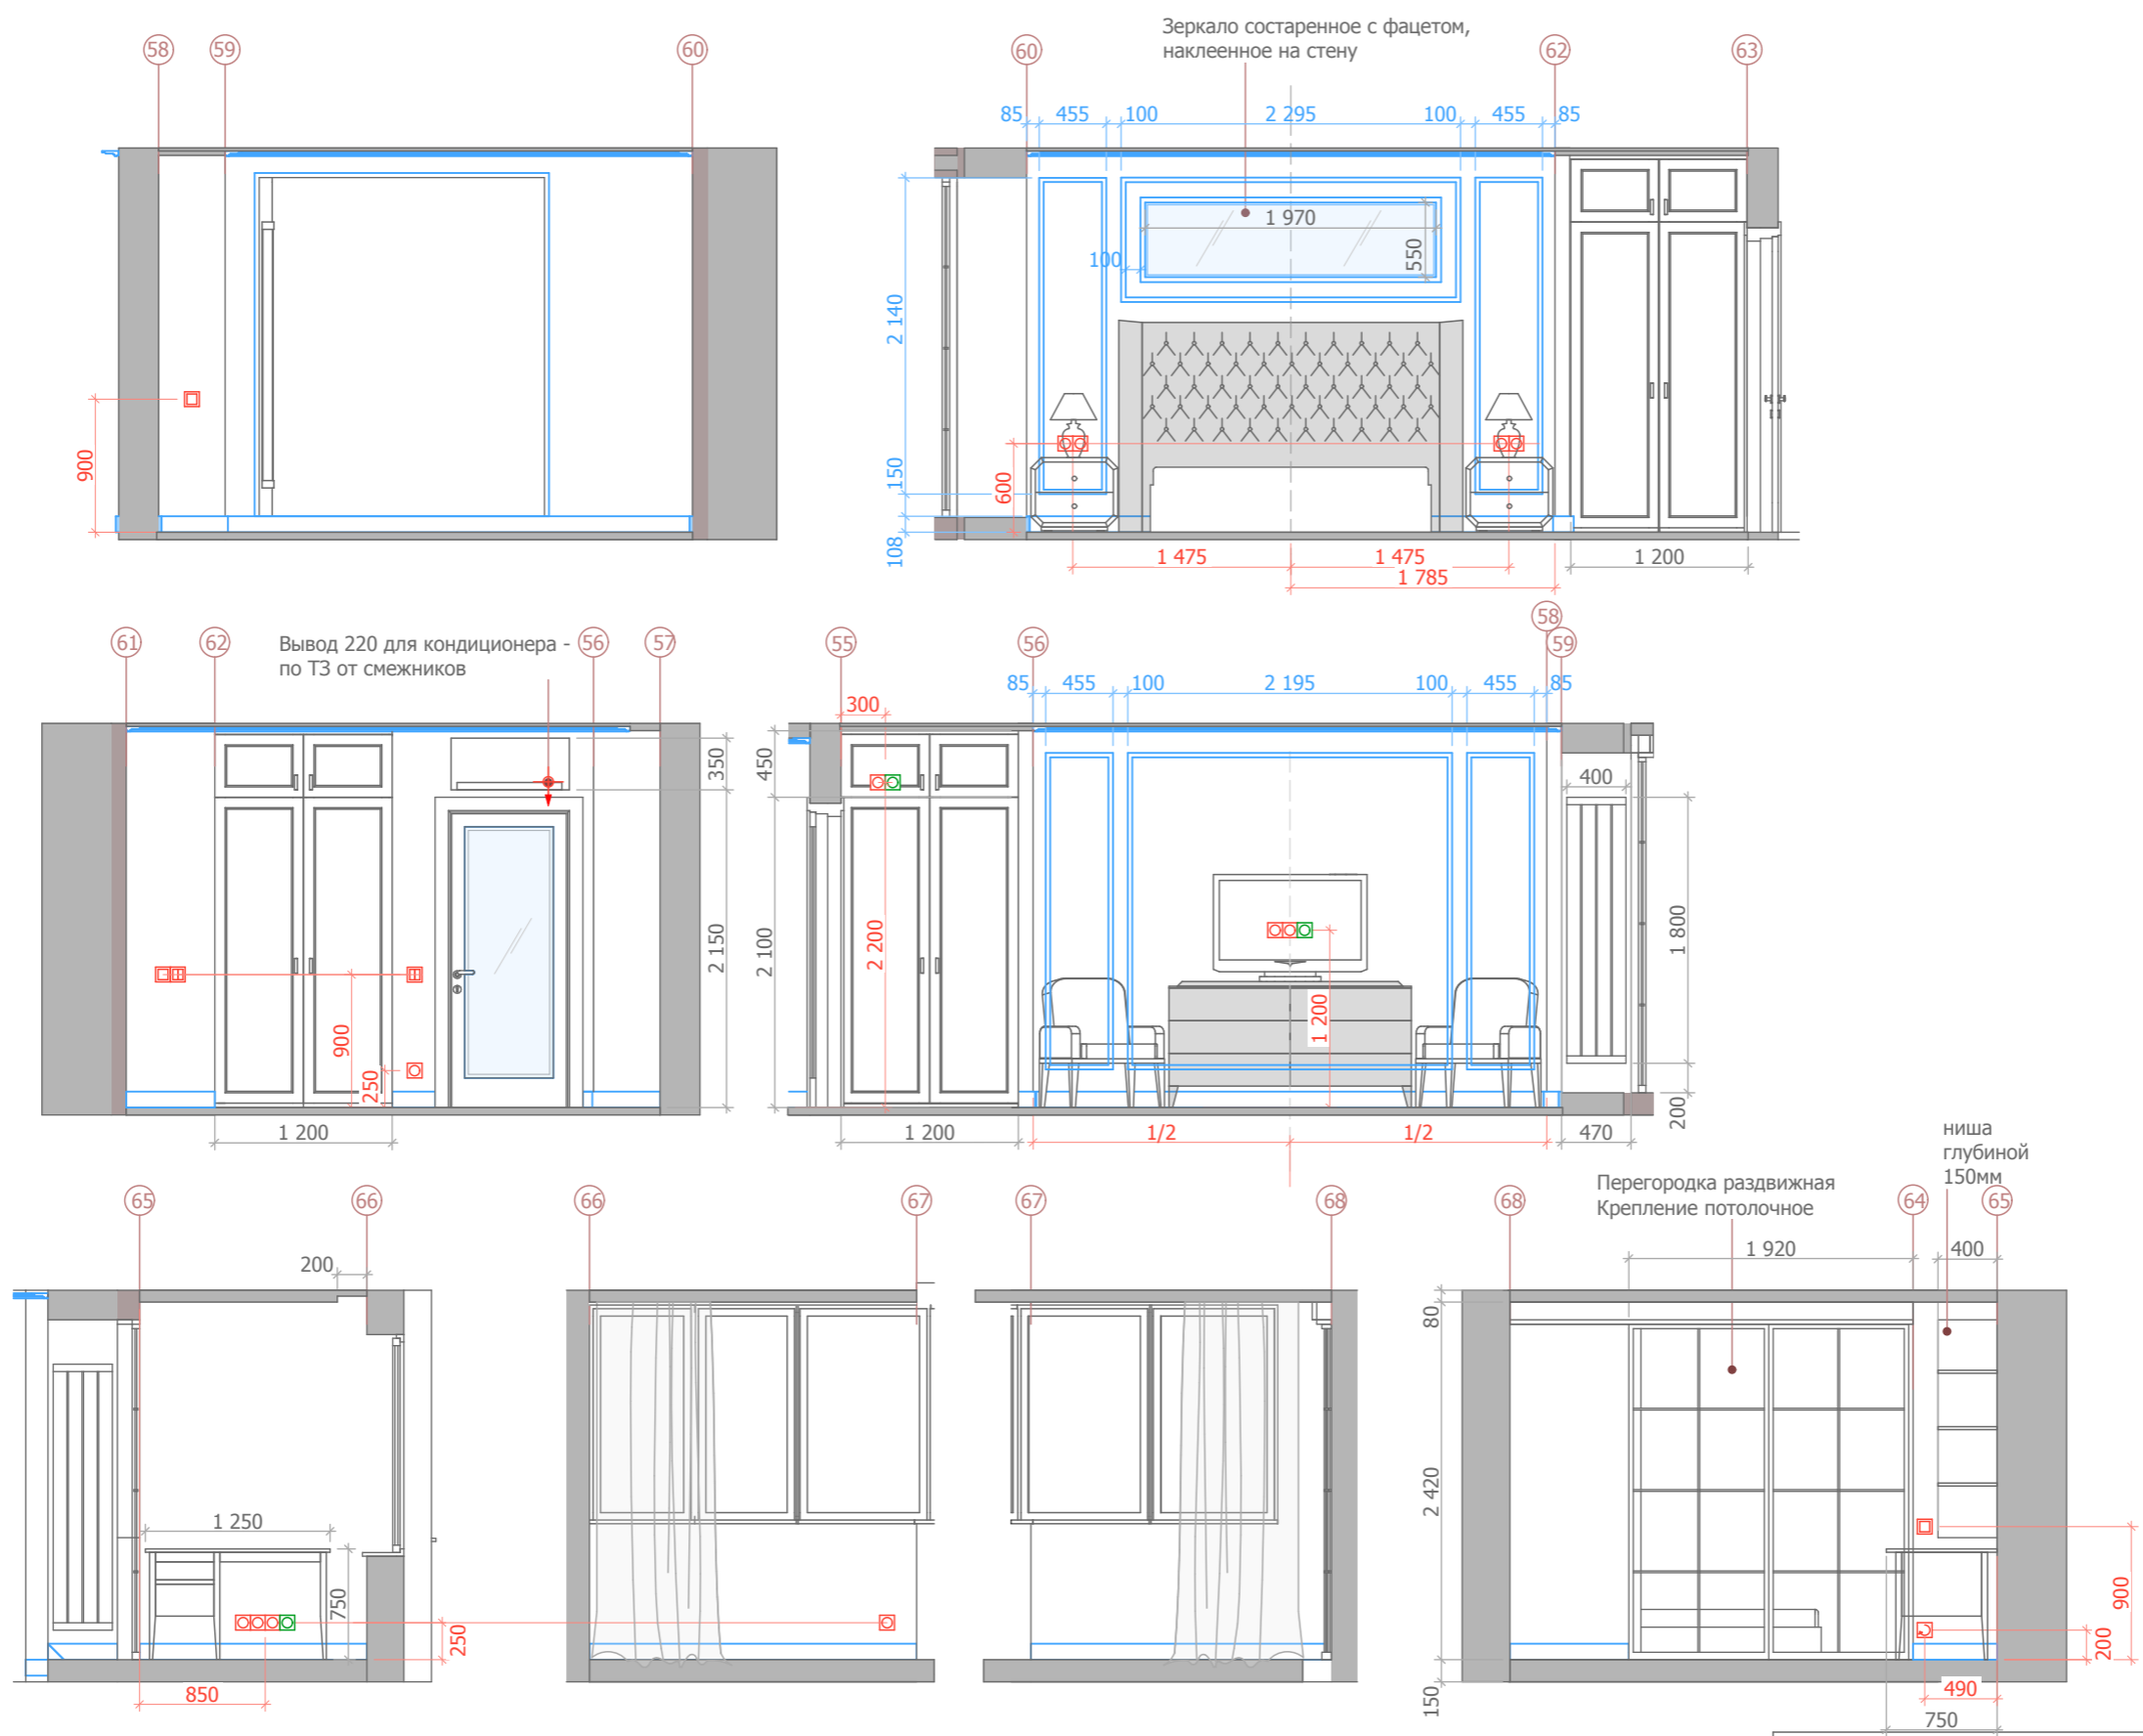 Зеркало состаренное с фацетом,
наклеенное на стену
58 59 60
60 62 63
85 455 100 2 295 100 455 85
1 970
550
100
2 140
150
108
900
600
1 475 1 475
1 785
1 200
61 62 56 57
Вывод 220 для кондиционера -
по ТЗ от смежников
350
2 150
900
250
1 200
55 56 58 59
85 455 100 2 195 100 455 85
300
450
2 100
2 200
1 200
400
1 800
200
1 200 1/2 1/2 470
65 66
200
1 250
750
250
850
66 67
67 68
68 64 65
Перегородка раздвижная
Крепление потолочное
ниша
глубиной
150мм
1 920 400
80
2 420
150
900
200
490
750